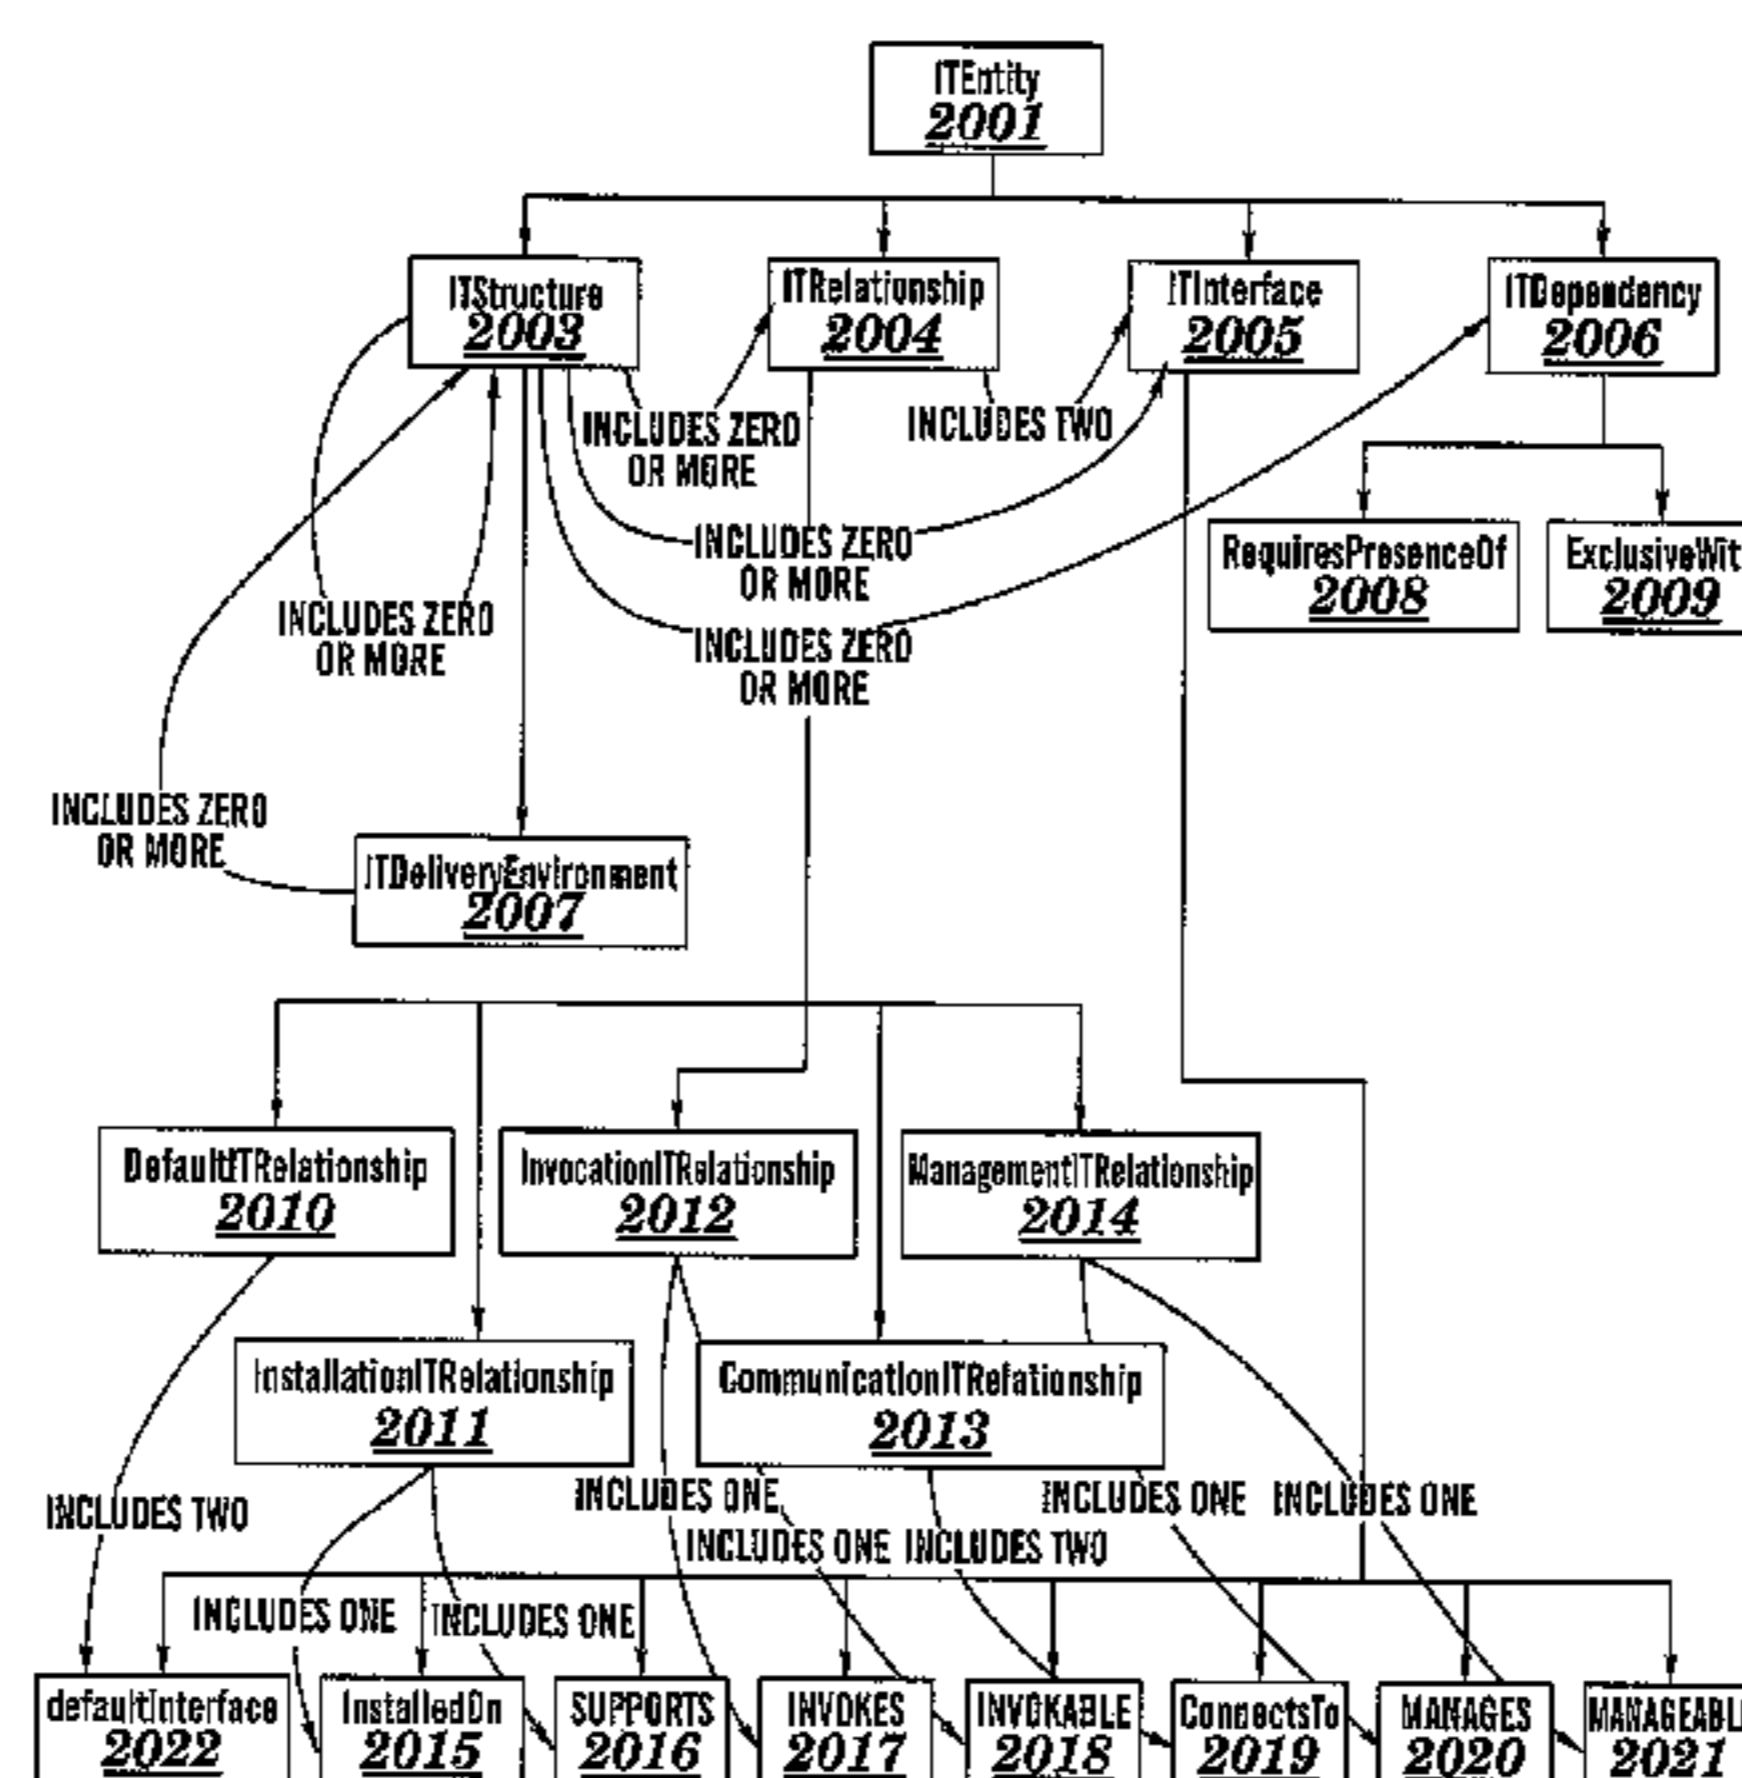 ITEntity
2001
ITStructure
2003
ITRelationship
2004
ITInterface
2005
ITDependency
2006
INCLUDES ZERO
OR MORE
INCLUDES TWO
INCLUDES ZERO
OR MORE
RequiresPresenceOf
2008
ExclusiveWit
2009
INCLUDES ZERO
OR MORE
INCLUDES ZERO
OR MORE
INCLUDES ZERO
OR MORE
ITDeliveryEnvironment
2007
DefaultITRelationship
2010
InvocationITRelationship
2012
ManagementITRelationship
2014
InstallationITRelationship
2011
CommunicationITRelationship
2013
INCLUDES TWO
INCLUDES ONE
INCLUDES ONE
INCLUDES TWO
INCLUDES ONE
INCLUDES ONE
INCLUDES ONE
INCLUDES ONE
defaultInterface
2022
InstalledOn
2015
SUPPORTS
2016
INVOKES
2017
INVOKABLE
2018
ConnectsTo
2019
MANAGES
2020
MANAGEABL
2021